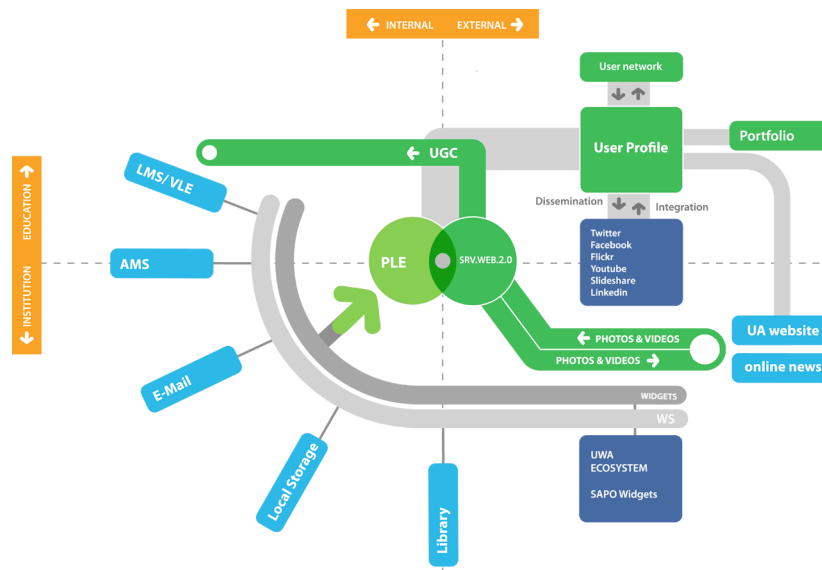 INTERNAL EXTERNAL
User network
UGC
User Profile
Portfolio
LMS/ VLE
EDUCATION
INSTITUTION
Dissemination
Integration
AMS
PLE
SRV.WEB.2.0
Twitter
Facebook
Flickr
Youtube
Slideshare
Linkedin
PHOTOS & VIDEOS
PHOTOS & VIDEOS
UA website
online news
E-Mail
WIDGETS
WS
Local Storage
Library
UWA
ECOSYSTEM
SAPO Widgets